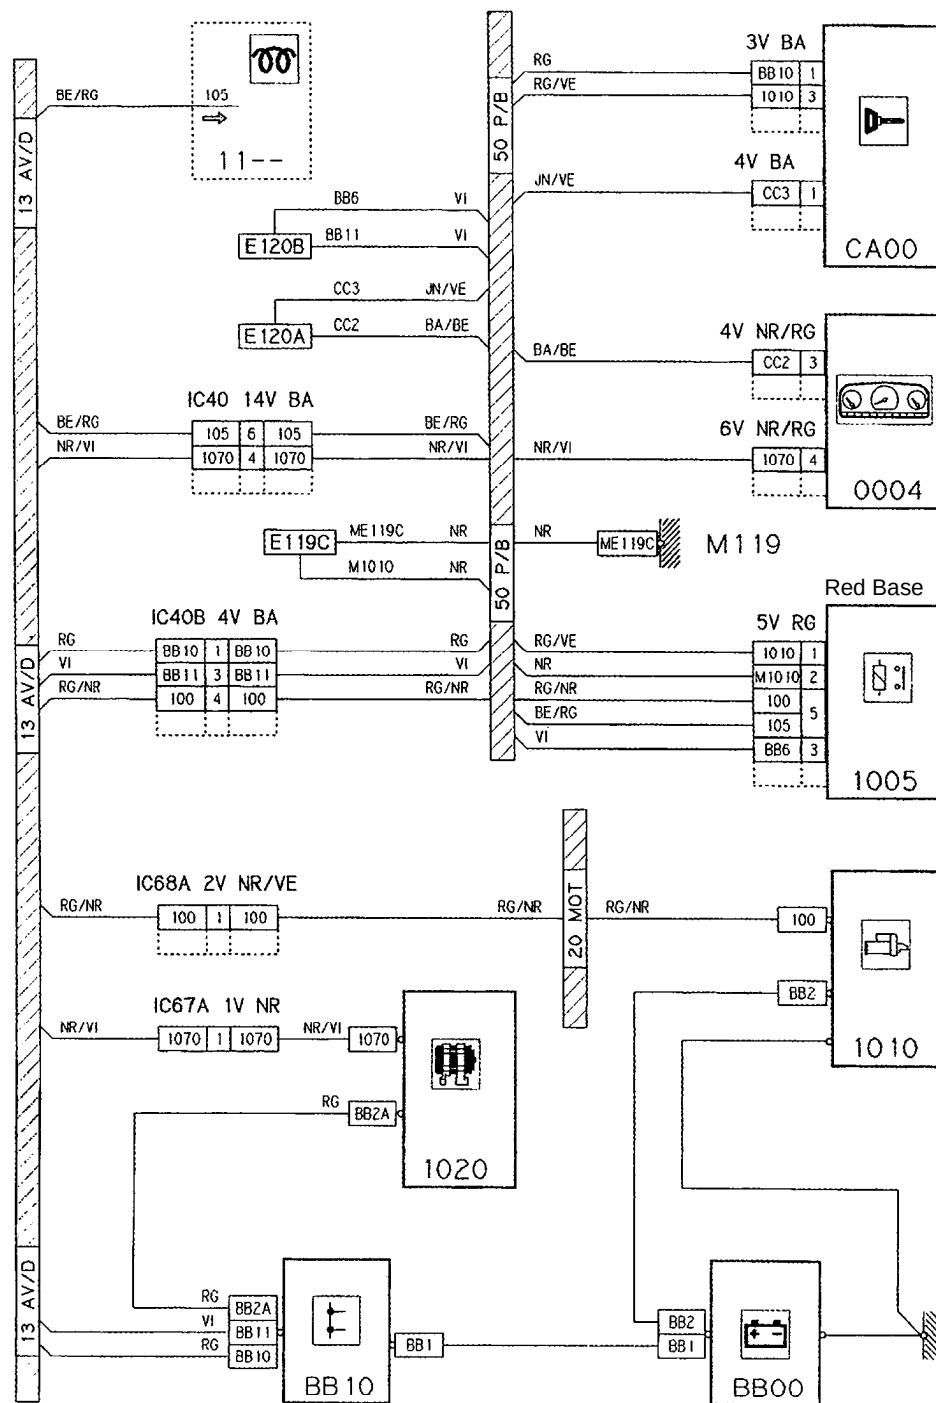 13 AV/D
BE/RG
105
11--
50 P/B
RG
RG/VE
3V BA
BB10 1
1010 3
JN/VE
4V BA
CC3 1
CA00
BB6 VI
E120B
BB11 VI
CC3 JN/VE
E120A
CC2 BA/BE
BA/BE
4V NR/RG
CC2 3
IC40 14V BA
BE/RG
105 6 105
BE/RG
NR/VI
1070 4 1070
NR/VI
NR/VI
6V NR/RG
1070 4
0004
E119C
ME119C NR
M1010 NR
50 P/B
NR
ME119C
M119
Red Base
13 AV/D
IC40B 4V BA
RG
BB10 1 BB10
RG
VI
BB11 3 BB11
VI
RG/NR
100 4 100
RG/NR
5V RG
RG/VE
1010 1
NR
M1010 2
RG/NR
100
5
BE/RG
105
VI
BB6 3
1005
IC68A 2V NR/VE
RG/NR
100 1 100
RG/NR
20 MOT
RG/NR
100
BB2
1010
IC67A 1V NR
NR/VI
1070 1 1070
NR/VI
1070
RG
BB2A
1020
13 AV/D
RG
BB2A
VI
BB11
RG
BB10
BB10
BB1
BB2
BB1
BB00